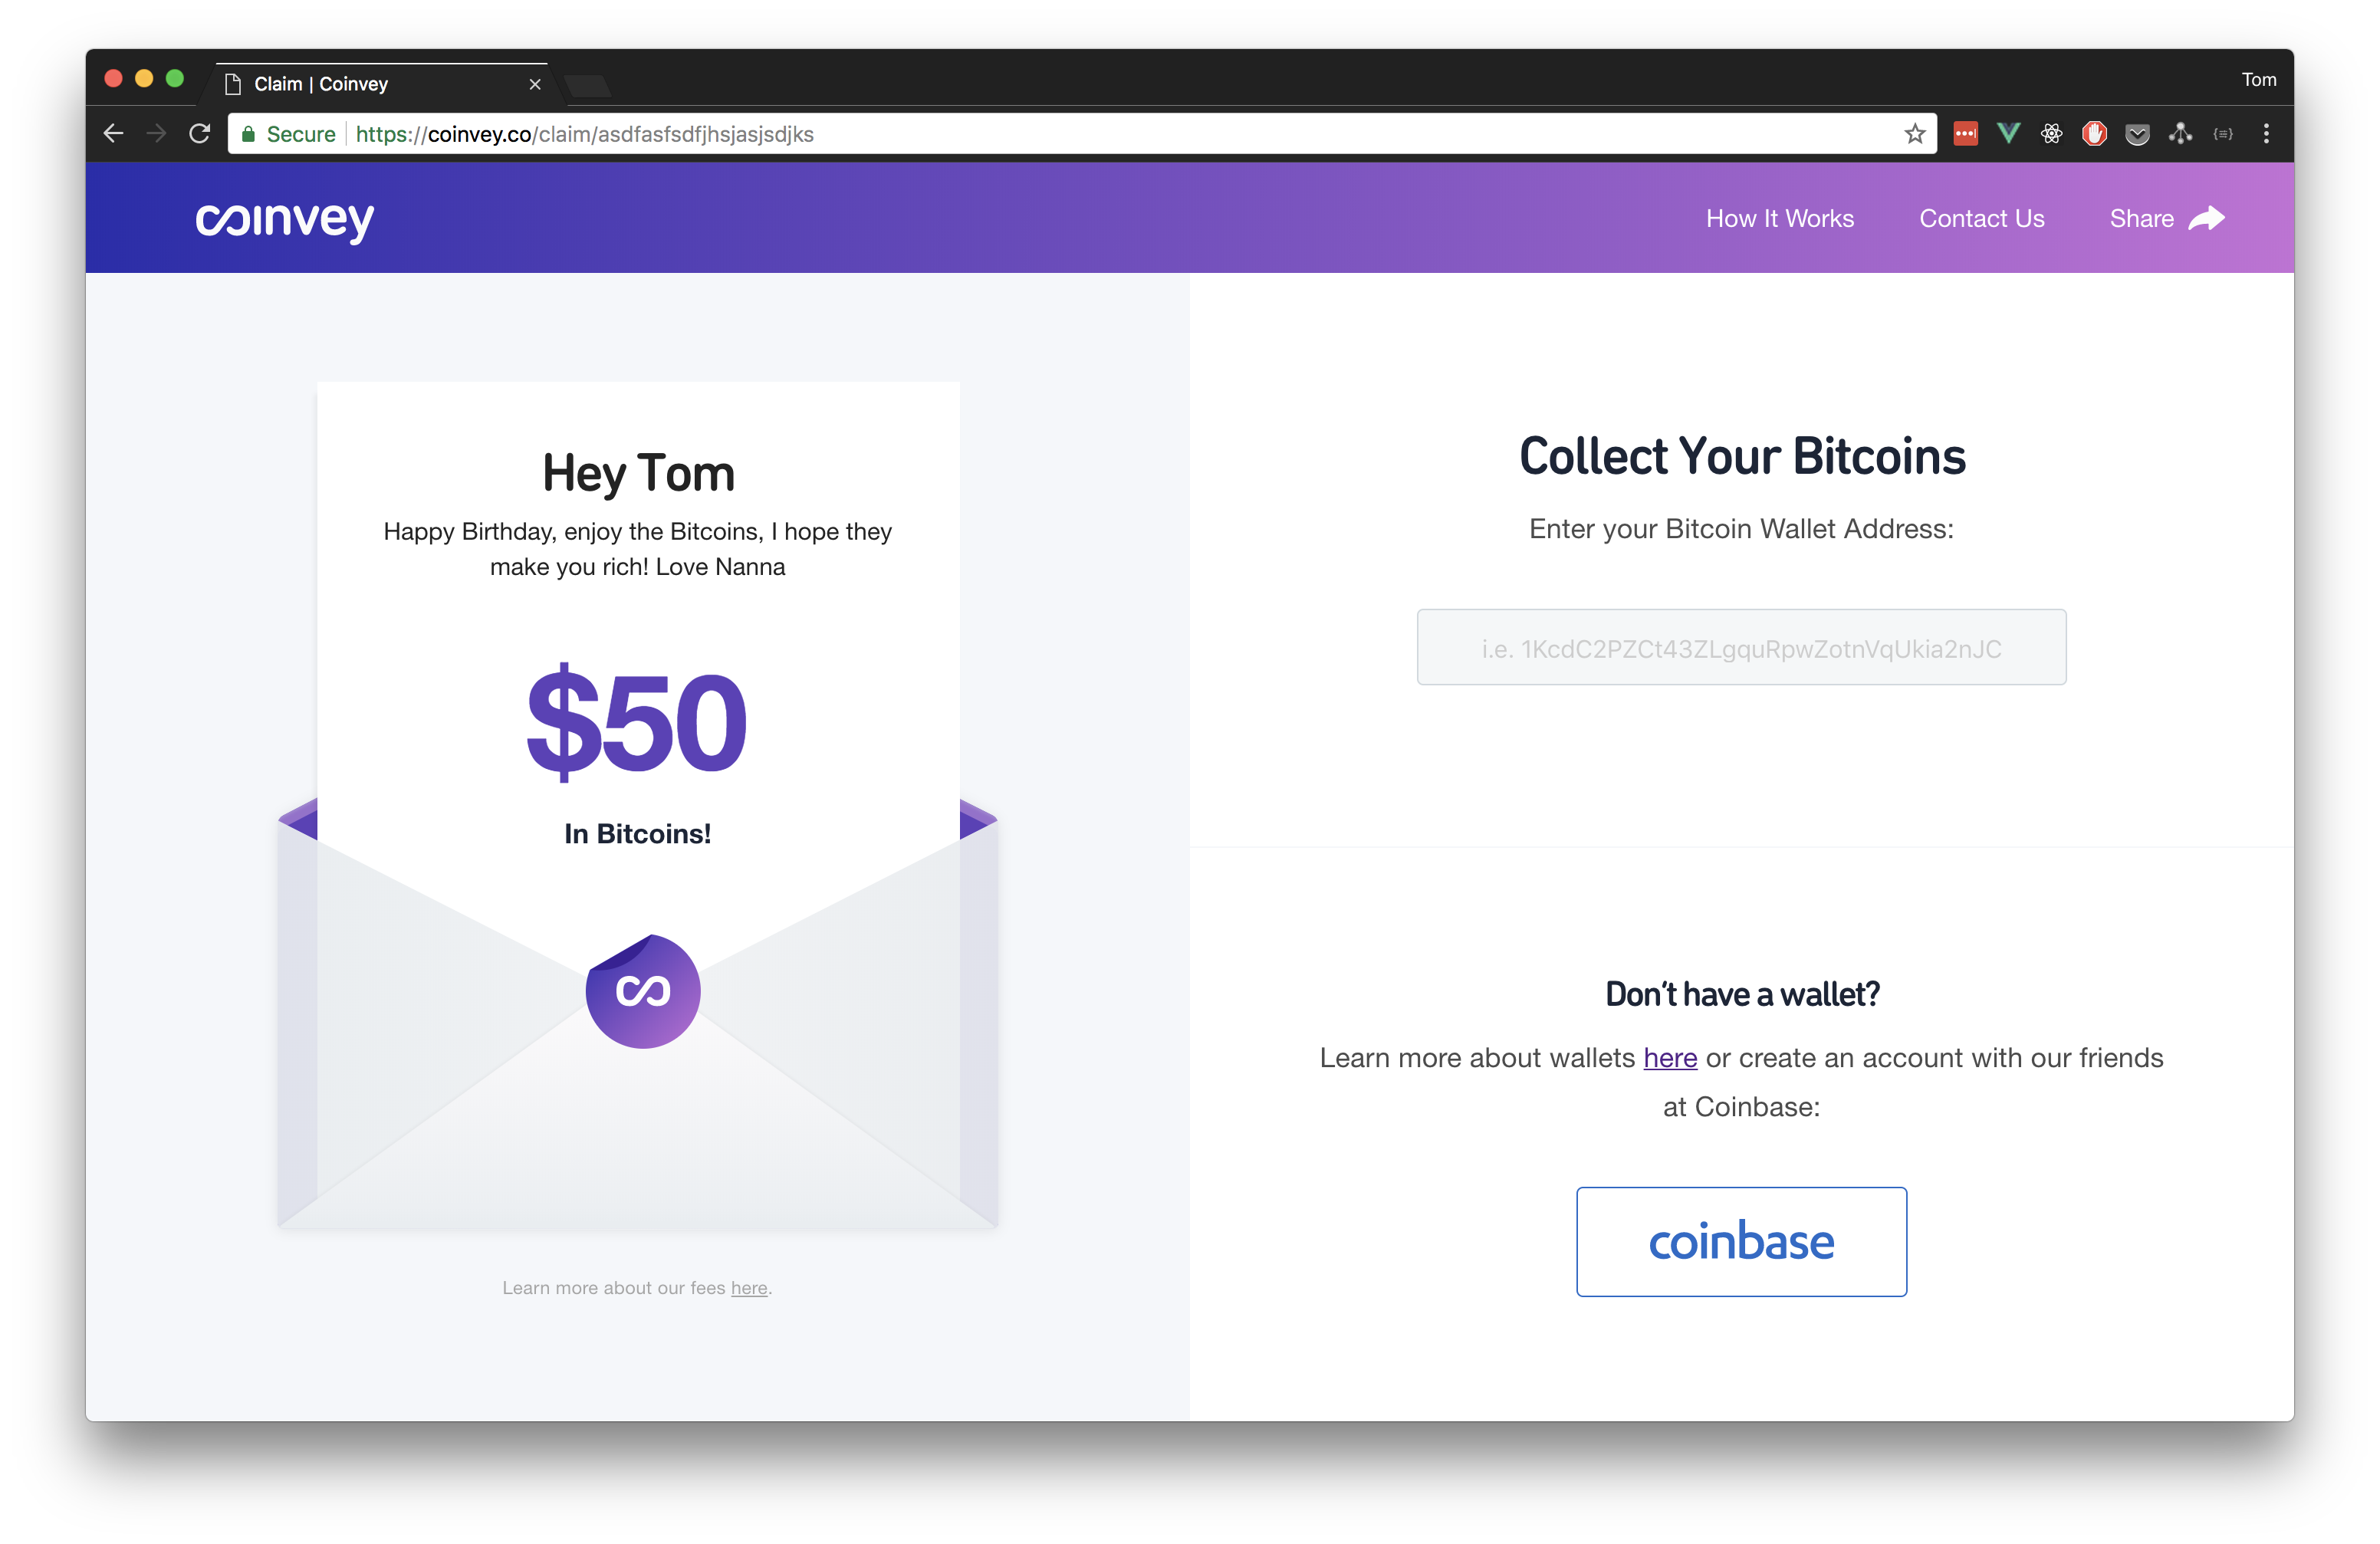 Claim | Coinvey
Tom
Secure https://coinvey.co/claim/asdfasfsdfjhsjasjsdjks
coinvey
How It Works
Contact Us
Share
Hey Tom
Happy Birthday, enjoy the Bitcoins, I hope they
make you rich! Love Nanna
$50
In Bitcoins!
Learn more about our fees here.
Collect Your Bitcoins
Enter your Bitcoin Wallet Address:
i.e. 1KcdC2PZCt43ZLgquRpwZotnVqUkia2nJC
Don't have a wallet?
Learn more about wallets here or create an account with our friends
at Coinbase:
coinbase